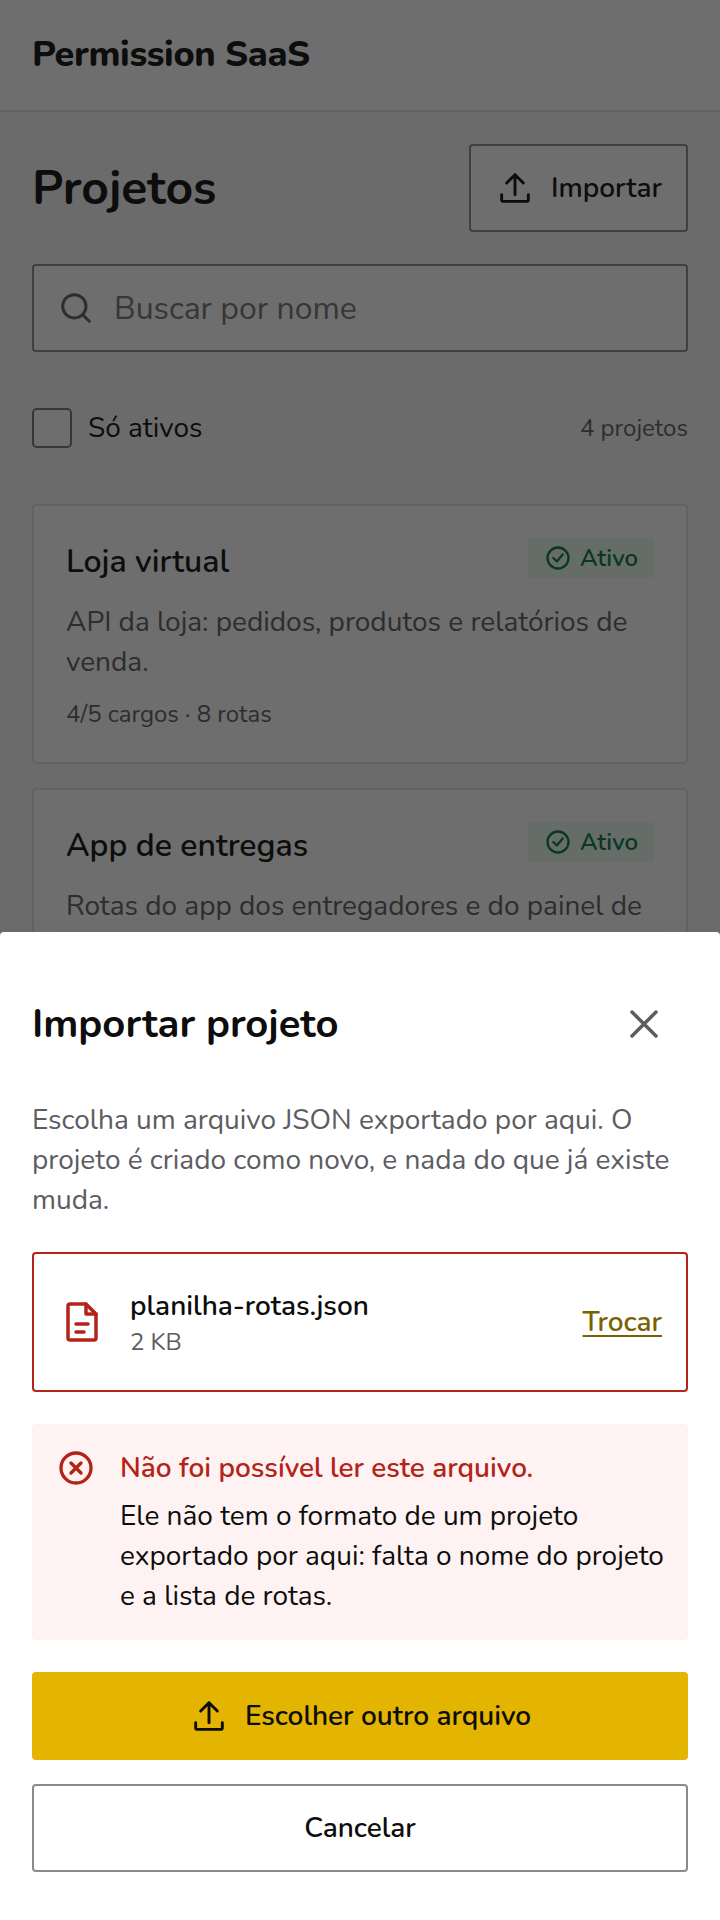 Permission SaaS
Projetos
Importar
Buscar por nome
Só ativos
4 projetos
Loja virtual
Ativo
API da loja: pedidos, produtos e relatórios de
venda.
4/5 cargos · 8 rotas
App de entregas
Ativo
Rotas do app dos entregadores e do painel de
Importar projeto
Escolha um arquivo JSON exportado por aqui. O
projeto é criado como novo, e nada do que já existe
muda.
planilha-rotas.json
2 KB
Trocar
Não foi possível ler este arquivo.
Ele não tem o formato de um projeto
exportado por aqui: falta o nome do projeto
e a lista de rotas.
Escolher outro arquivo
Cancelar